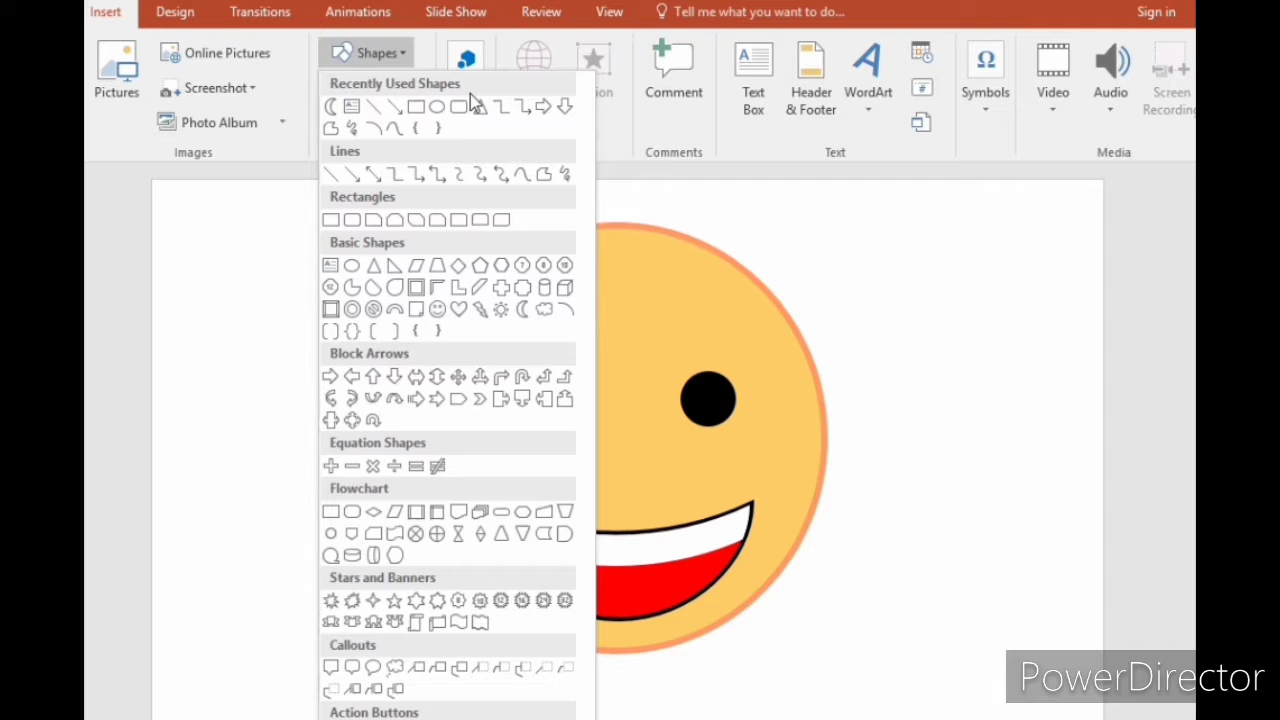 Insert Design Transitions Animations Slide Show Review View Tell me what you want to do... Sign in
Pictures
Online Pictures
Screenshot
Photo Album
Images
Shapes
Comment
Comments
Text Box
Header & Footer
WordArt
Text
Symbols
Video
Audio
Screen
Recording
Media
Recently Used Shapes
Lines
Rectangles
Basic Shapes
Block Arrows
Equation Shapes
Flowchart
Stars and Banners
Callouts
Action Buttons
PowerDirector